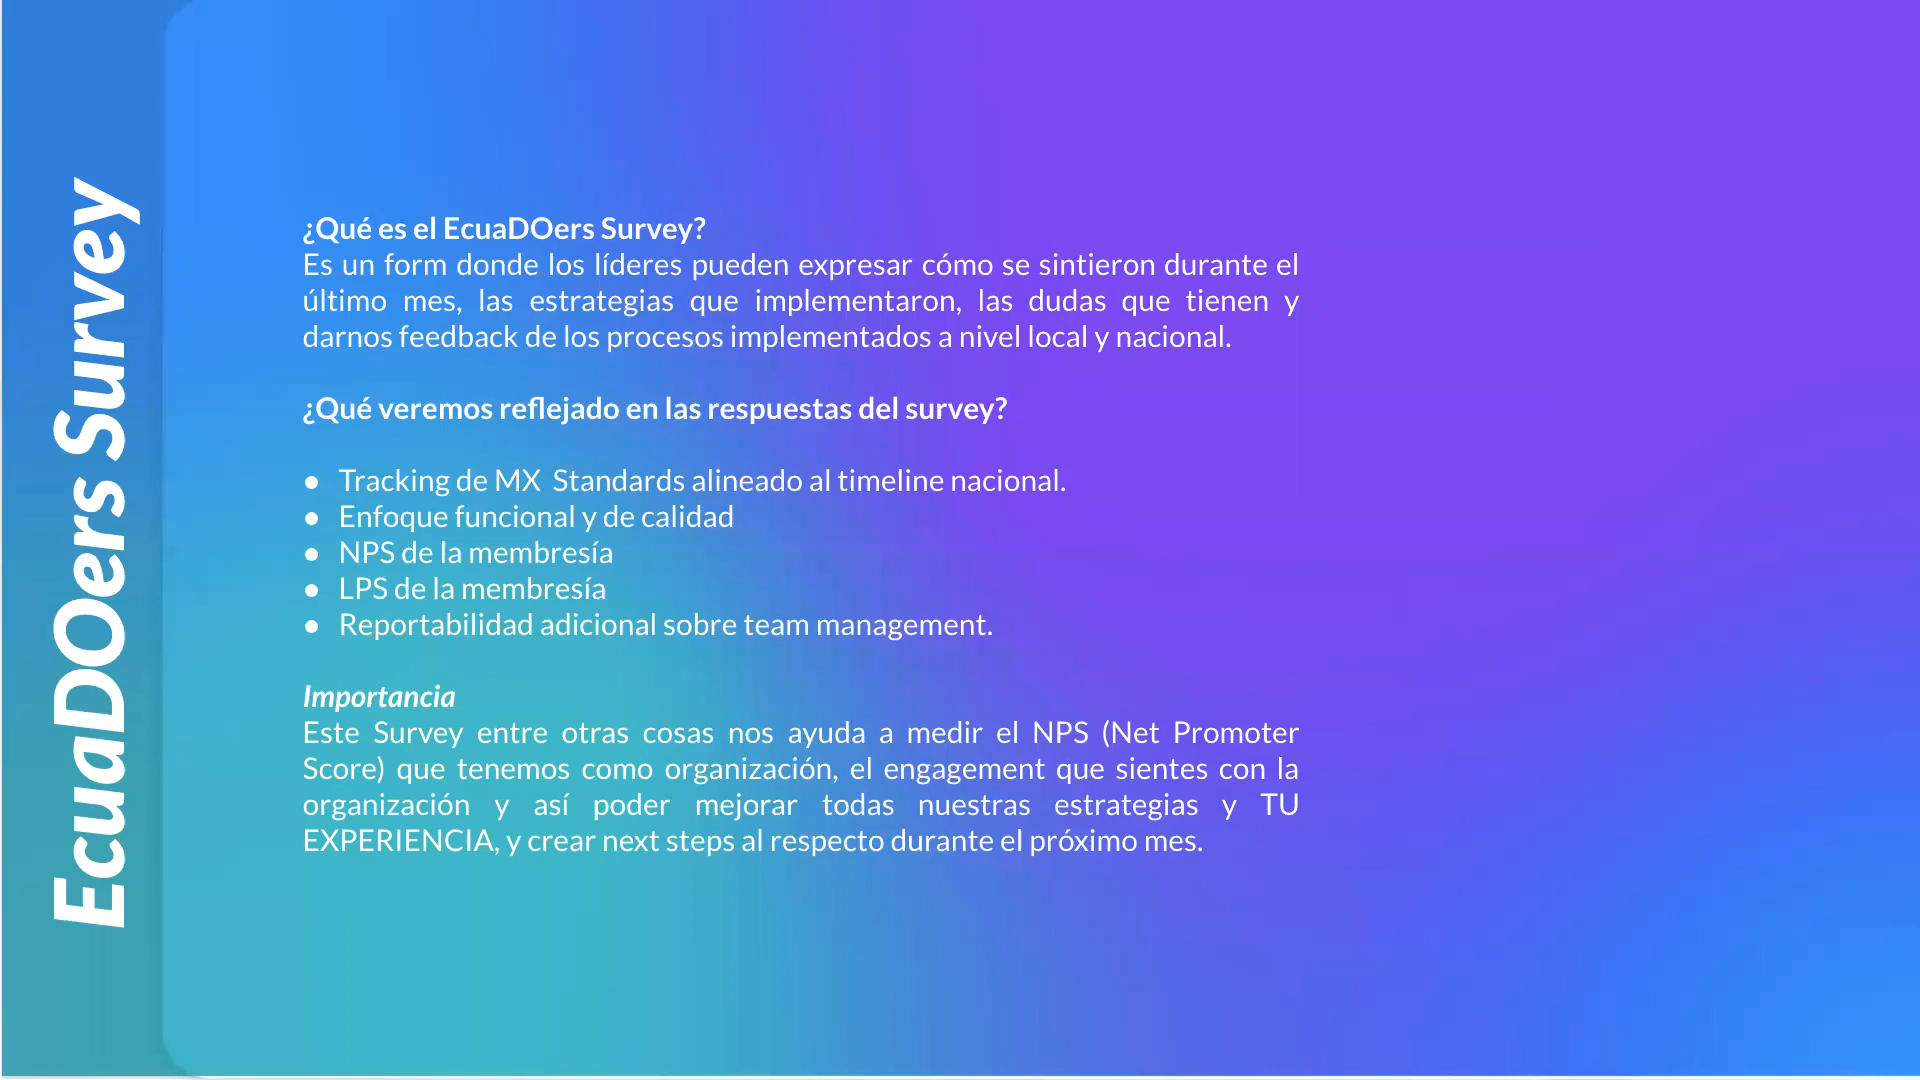 EcuaDOers Survey
¿Qué es el EcuaDOers Survey?
Es un form donde los líderes pueden expresar cómo se sintieron durante el
último mes, las estrategias que implementaron, las dudas que tienen y
darnos feedback de los procesos implementados a nivel local y nacional.
¿Qué veremos reflejado en las respuestas del survey?
● Tracking de MX  Standards alineado al timeline nacional.
● Enfoque funcional y de calidad
● NPS de la membresía
● LPS de la membresía
● Reportabilidad adicional sobre team management.
Importancia
Este Survey entre otras cosas nos ayuda a medir el NPS (Net Promoter
Score) que tenemos como organización, el engagement que sientes con la
organización y así poder mejorar todas nuestras estrategias y TU
EXPERIENCIA, y crear next steps al respecto durante el próximo mes.